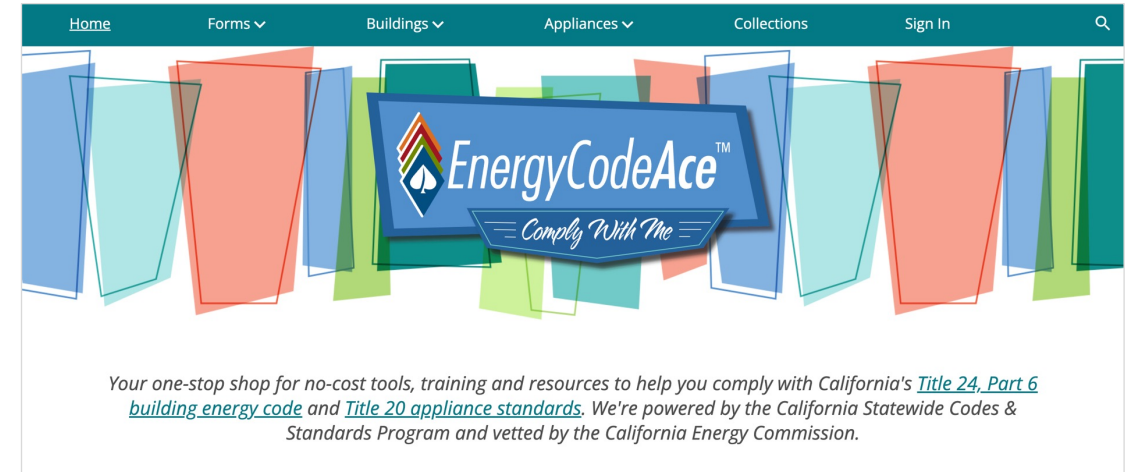 Home Forms Buildings Appliances Collections Sign In
EnergyCodeAce™
Comply With Me
Your one-stop shop for no-cost tools, training and resources to help you comply with California's Title 24, Part 6
building energy code and Title 20 appliance standards. We're powered by the California Statewide Codes &
Standards Program and vetted by the California Energy Commission.